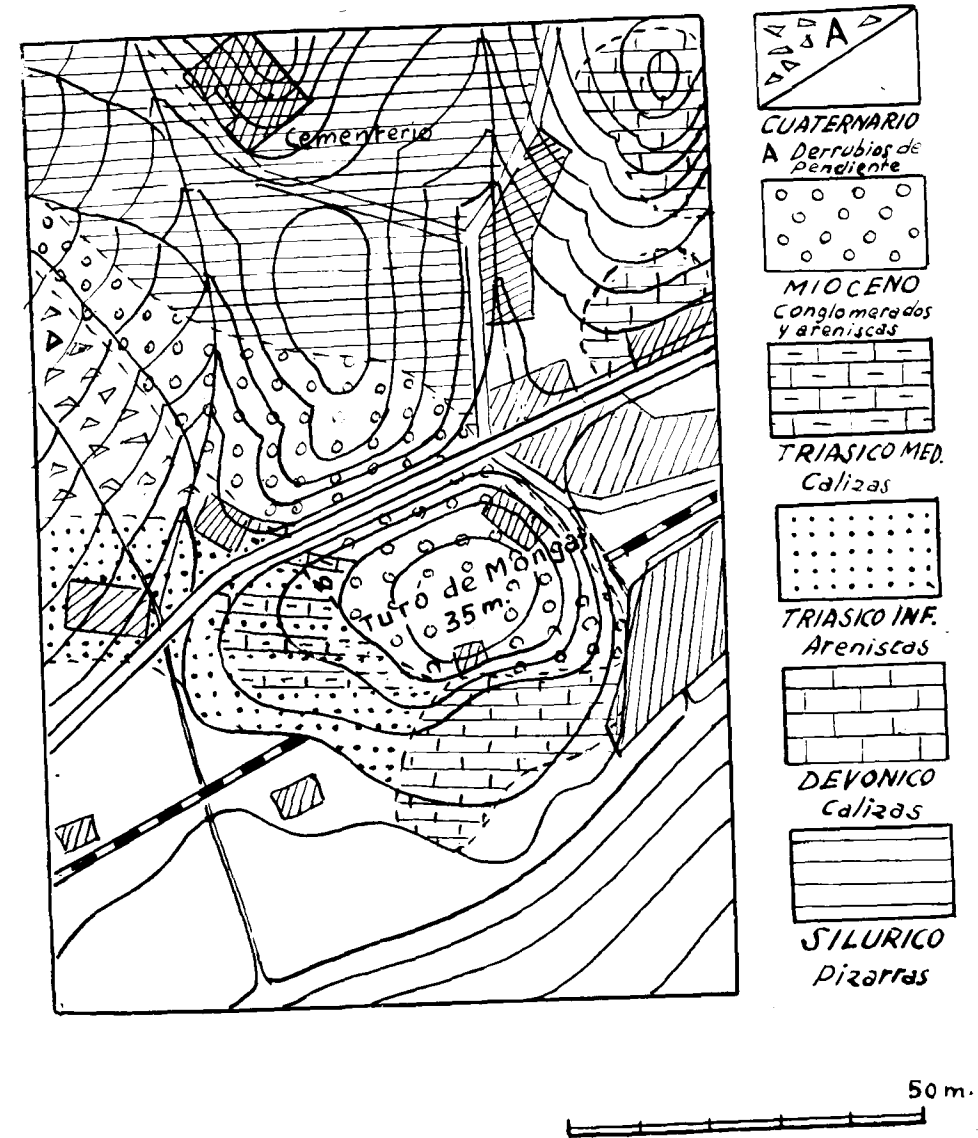 Cementerio
Turó de Mongat
35 m.
A
CUATERNARIO
A Derrubios de
Pendiente
MIOCENO
Conglomerados
y areniscas
TRIASICO MED.
Calizas
TRIASICO INF.
Areniscas
DEVONICO
Calizas
SILURICO
Pizarras
50 m.